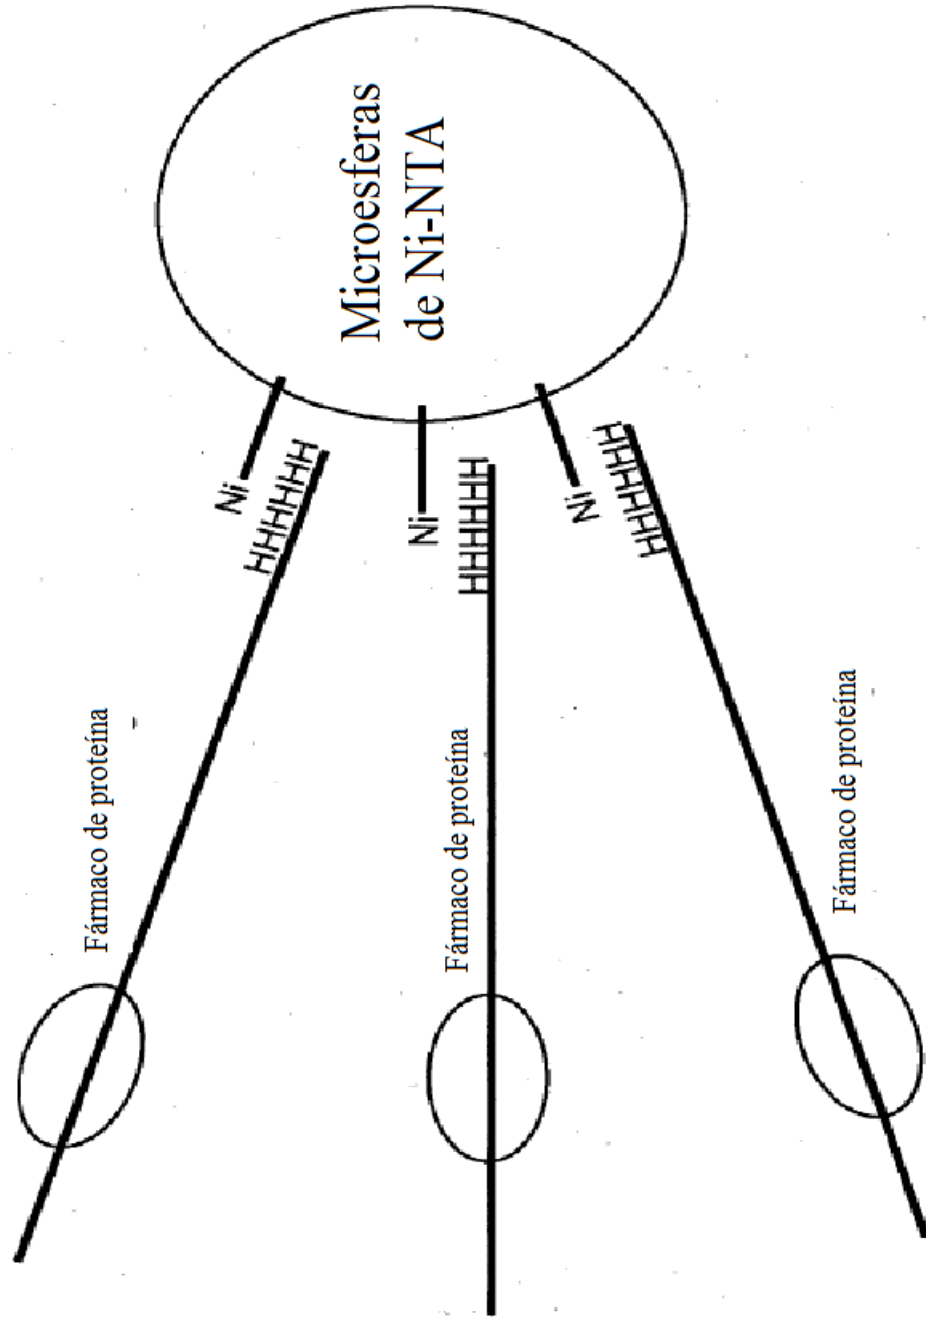 Fármaco de proteína
Ni
HHHHHH
Microesferas
de Ni-NTA
Ni
Fármaco de proteína
HHHHHH
Ni
HHHHHH
Fármaco de proteína